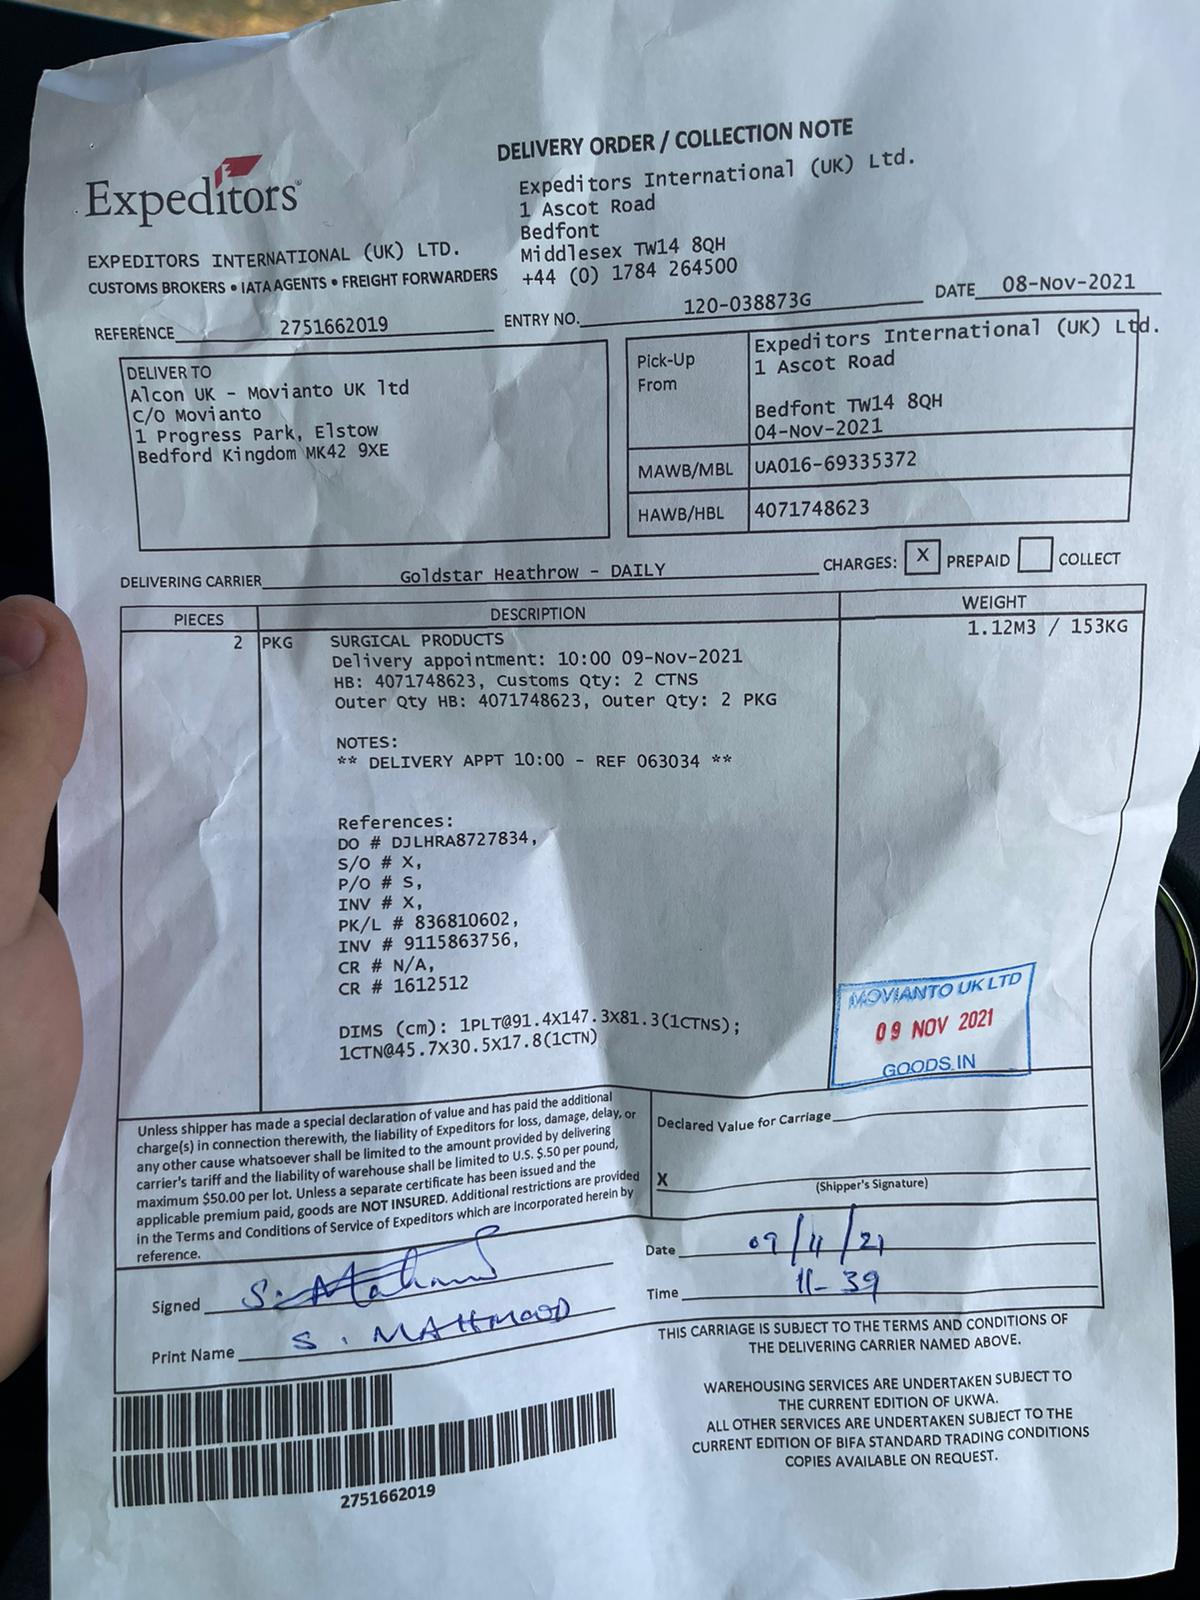 DELIVERY ORDER / COLLECTION NOTE
Expeditors
EXPEDITORS INTERNATIONAL (UK) LTD.
CUSTOMS BROKERS • IATA AGENTS • FREIGHT FORWARDERS
Expeditors International (UK) Ltd.
1 Ascot Road
Bedfont
Middlesex TW14 8QH
+44 (0) 1784 264500
REFERENCE 2751662019 ENTRY NO. 120-038873G DATE 08-Nov-2021
DELIVER TO
Alcon UK - Movianto UK ltd
C/O Movianto
1 Progress Park, Elstow
Bedford Kingdom MK42 9XE
Pick-Up From
Expeditors International (UK) Ltd.
1 Ascot Road
Bedfont TW14 8QH
04-Nov-2021
MAWB/MBL UA016-69335372
HAWB/HBL 4071748623
DELIVERING CARRIER Goldstar Heathrow - DAILY CHARGES: X PREPAID COLLECT
PIECES DESCRIPTION WEIGHT
2 PKG SURGICAL PRODUCTS 1.12M3 / 153KG
Delivery appointment: 10:00 09-Nov-2021
HB: 4071748623, Customs Qty: 2 CTNS
Outer Qty HB: 4071748623, Outer Qty: 2 PKG
NOTES:
** DELIVERY APPT 10:00 - REF 063034 **
References:
DO # DJLHRA8727834,
S/O # X,
P/O # S,
INV # X,
PK/L # 836810602,
INV # 9115863756,
CR # N/A,
CR # 1612512
DIMS (cm): 1PLT@91.4X147.3X81.3(1CTNS);
1CTN@45.7X30.5X17.8(1CTN)
MOVIANTO UK LTD
09 NOV 2021
GOODS IN
Unless shipper has made a special declaration of value and has paid the additional
charge(s) in connection therewith, the liability of Expeditors for loss, damage, delay, or
any other cause whatsoever shall be limited to the amount provided by delivering
carrier's tariff and the liability of warehouse shall be limited to U.S. $.50 per pound,
maximum $50.00 per lot. Unless a separate certificate has been issued and the
applicable premium paid, goods are NOT INSURED. Additional restrictions are provided
in the Terms and Conditions of Service of Expeditors which are incorporated herein by
reference.
Declared Value for Carriage
X
(Shipper's Signature)
Date 09/11/21
Time 11-39
Signed S. Mahmood
Print Name S. MAHMOOD
THIS CARRIAGE IS SUBJECT TO THE TERMS AND CONDITIONS OF
THE DELIVERING CARRIER NAMED ABOVE.
WAREHOUSING SERVICES ARE UNDERTAKEN SUBJECT TO
THE CURRENT EDITION OF UKWA.
ALL OTHER SERVICES ARE UNDERTAKEN SUBJECT TO THE
CURRENT EDITION OF BIFA STANDARD TRADING CONDITIONS
COPIES AVAILABLE ON REQUEST.
2751662019